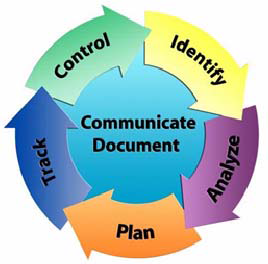 Control
Identify
Communicate
Document
Analyze
Track
Plan